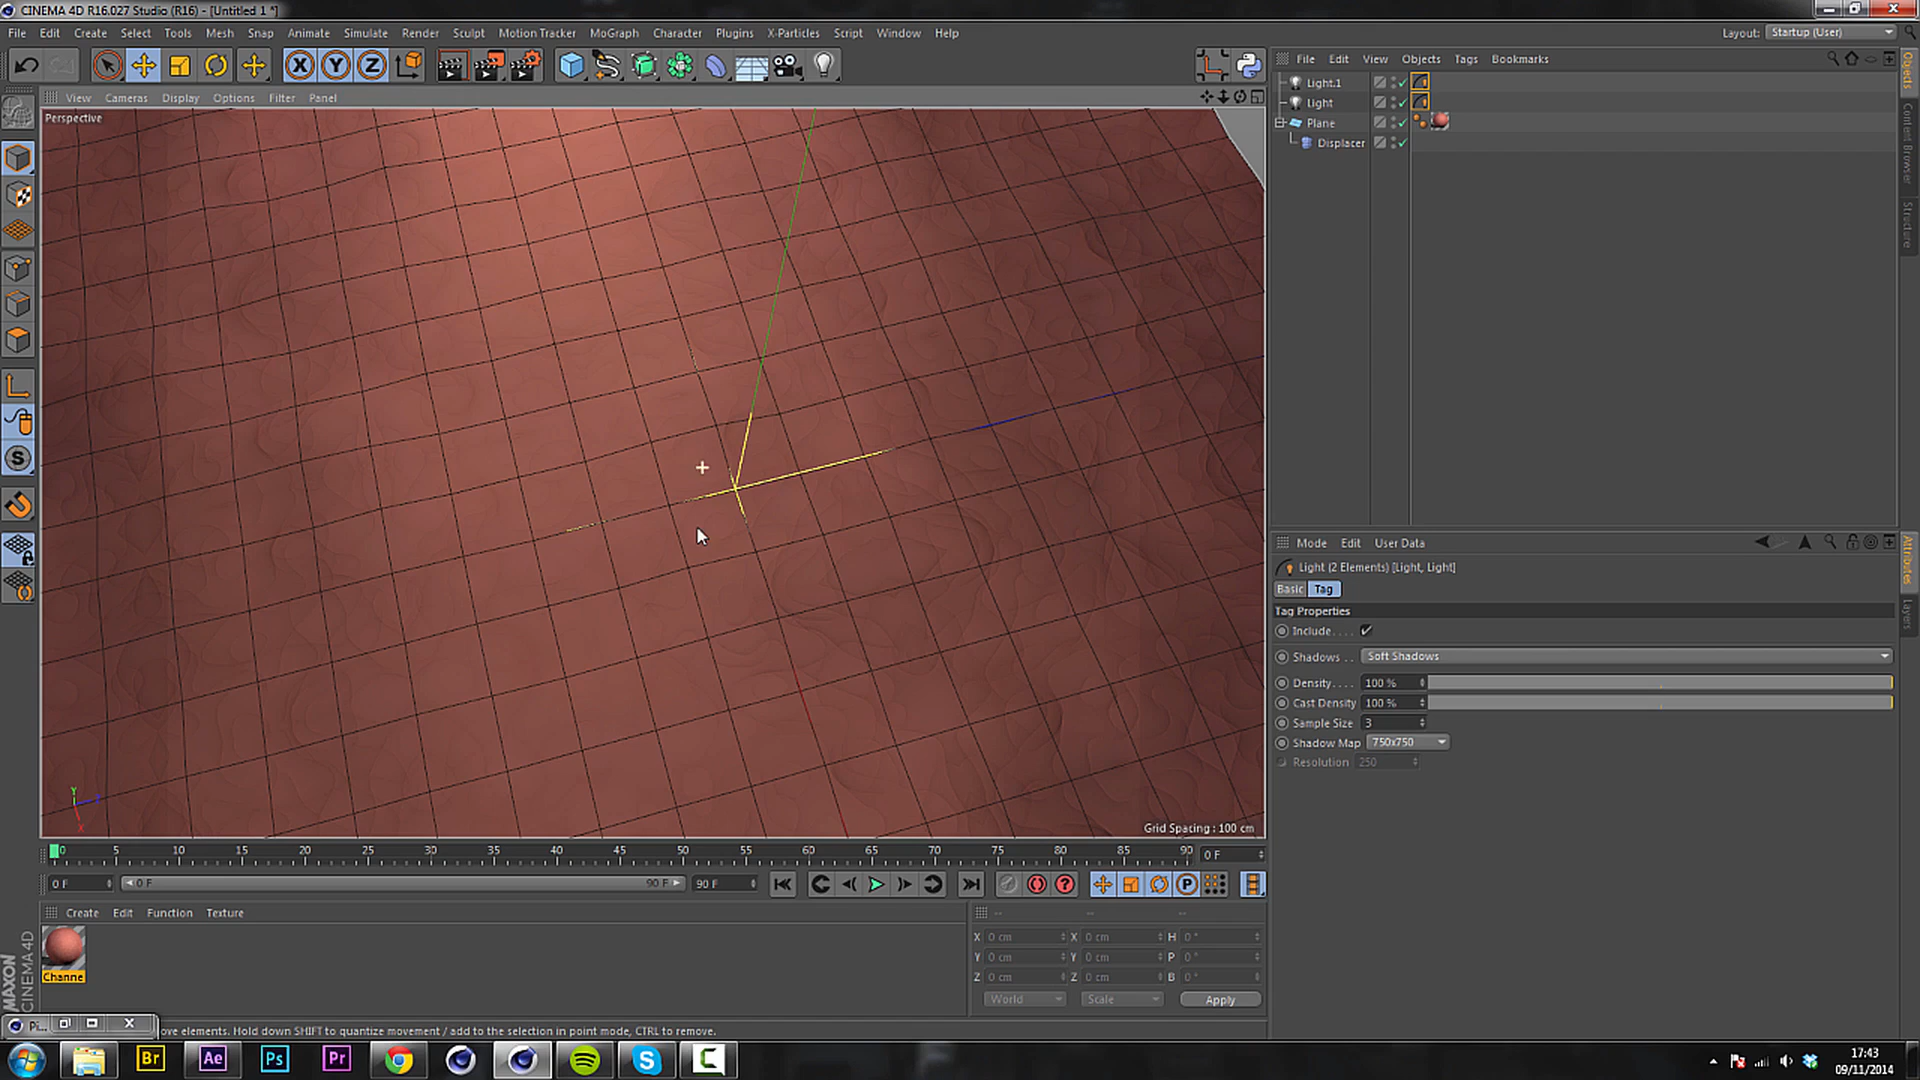 CINEMA 4D R16.027 Studio (R16) - [Untitled 1 *]
File Edit Create Select Tools Mesh Snap Animate Simulate Render Sculpt Motion Tracker MoGraph Character Plugins X-Particles Script Window Help
Layout: Startup (User)
File Edit View Objects Tags Bookmarks
View Cameras Display Options Filter Panel
Perspective
Light.1
Light
Plane
Displacer
Objects
Content Browser
Structure
Mode Edit User Data
Light (2 Elements) [Light, Light]
Basic Tag
Tag Properties
Include
Shadows Soft Shadows
Density 100 %
Cast Density 100 %
Sample Size 3
Shadow Map 750x750
Resolution 250
Attributes
Layers
Grid Spacing : 100 cm
0 5 10 15 20 25 30 35 40 45 50 55 60 65 70 75 80 85 90 0 F
0 F 0 F 90 F 90 F
Create Edit Function Texture
Channe
X 0 cm X 0 cm H 0 °
Y 0 cm Y 0 cm P 0 °
Z 0 cm Z 0 cm B 0 °
World Scale Apply
MAXON
CINEMA 4D
Pi...
ove elements. Hold down SHIFT to quantize movement / add to the selection in point mode, CTRL to remove.
Br Ae Ps Pr
17:43
09/11/2014